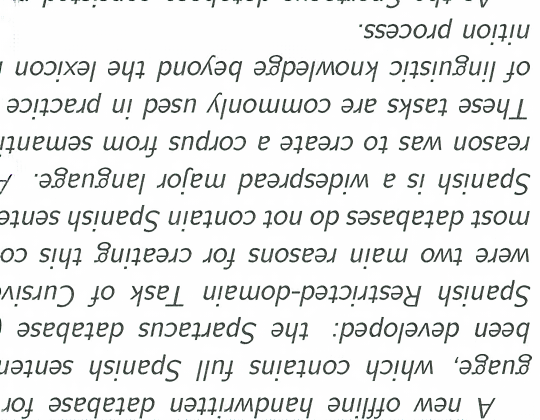 A new offline handwritten database for
guage, which contains full Spanish senten
been developed: the Spartacus database (
Spanish Restricted-domain Task of Cursiv
were two main reasons for creating this co
most databases do not contain Spanish sente
Spanish is a widespread major language. A
reason was to create a corpus from semanti
These tasks are commonly used in practice
of linguistic knowledge beyond the lexicon
nition process.
As the Spartacus database consisted